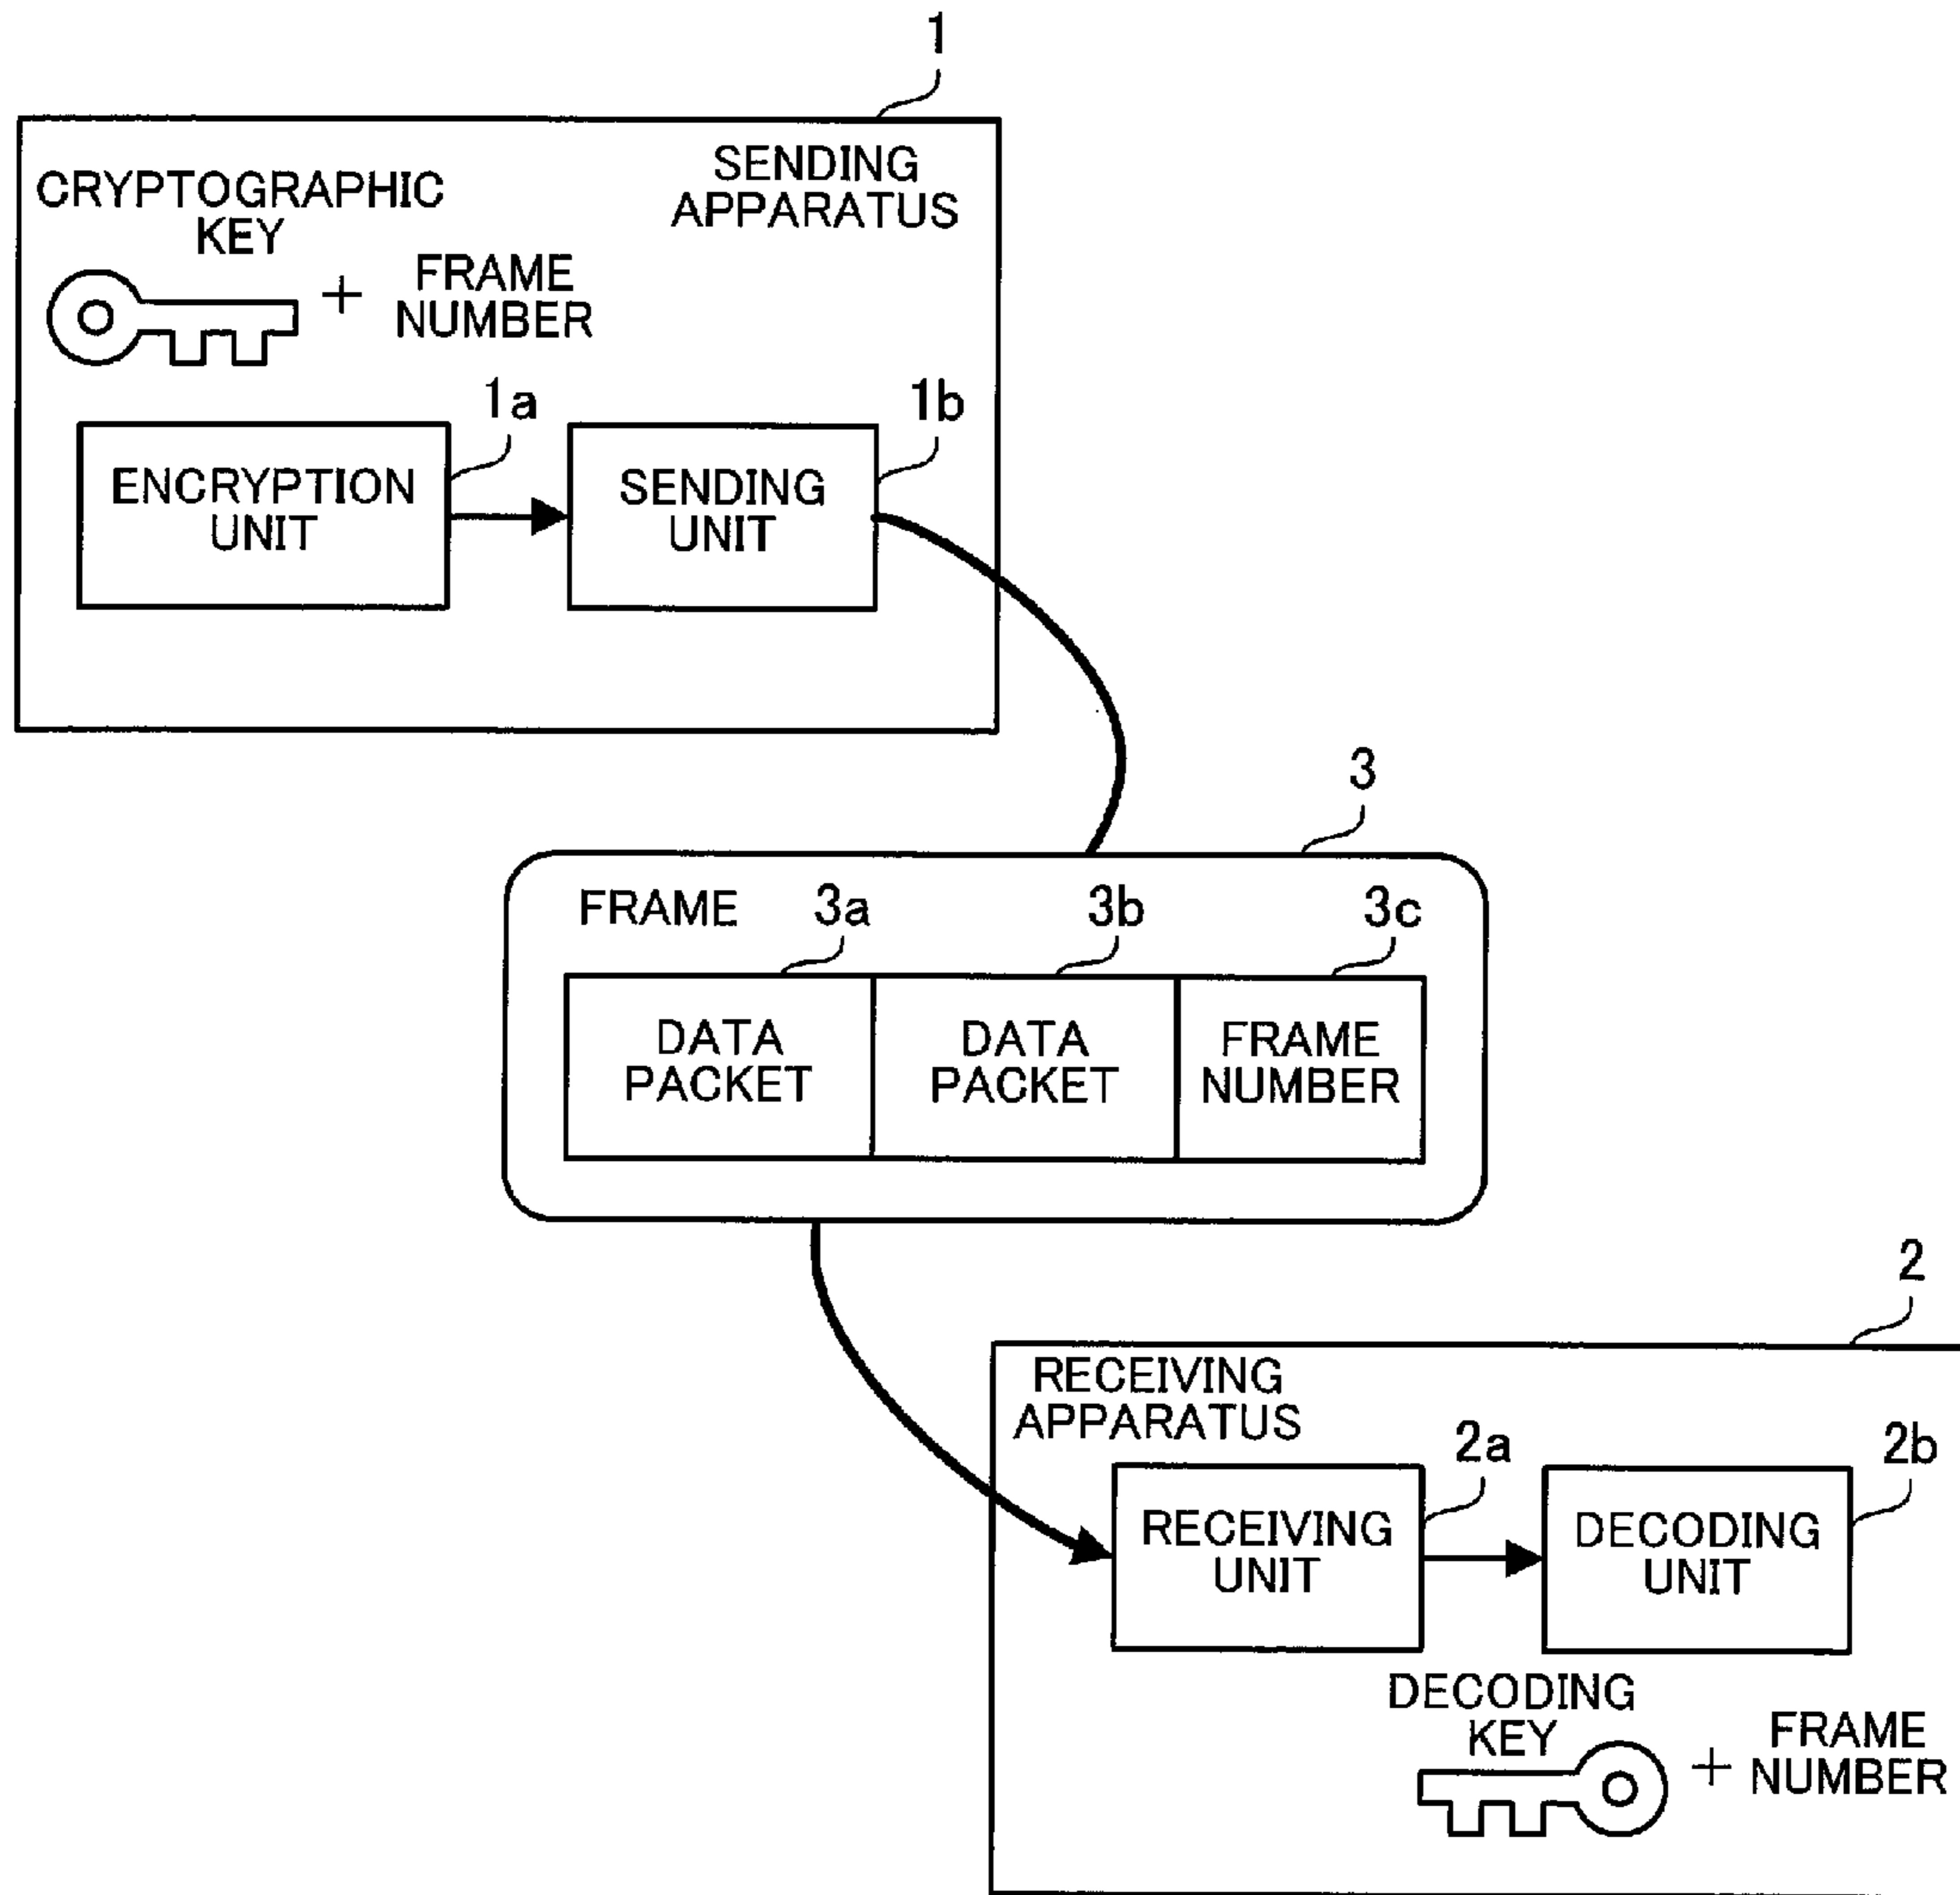 1
SENDING
APPARATUS
CRYPTOGRAPHIC
KEY
+
FRAME
NUMBER
1a
1b
ENCRYPTION
UNIT
SENDING
UNIT
3
FRAME
3a
3b
3c
DATA
PACKET
DATA
PACKET
FRAME
NUMBER
2
RECEIVING
APPARATUS
2a
2b
RECEIVING
UNIT
DECODING
UNIT
DECODING
KEY
+
FRAME
NUMBER